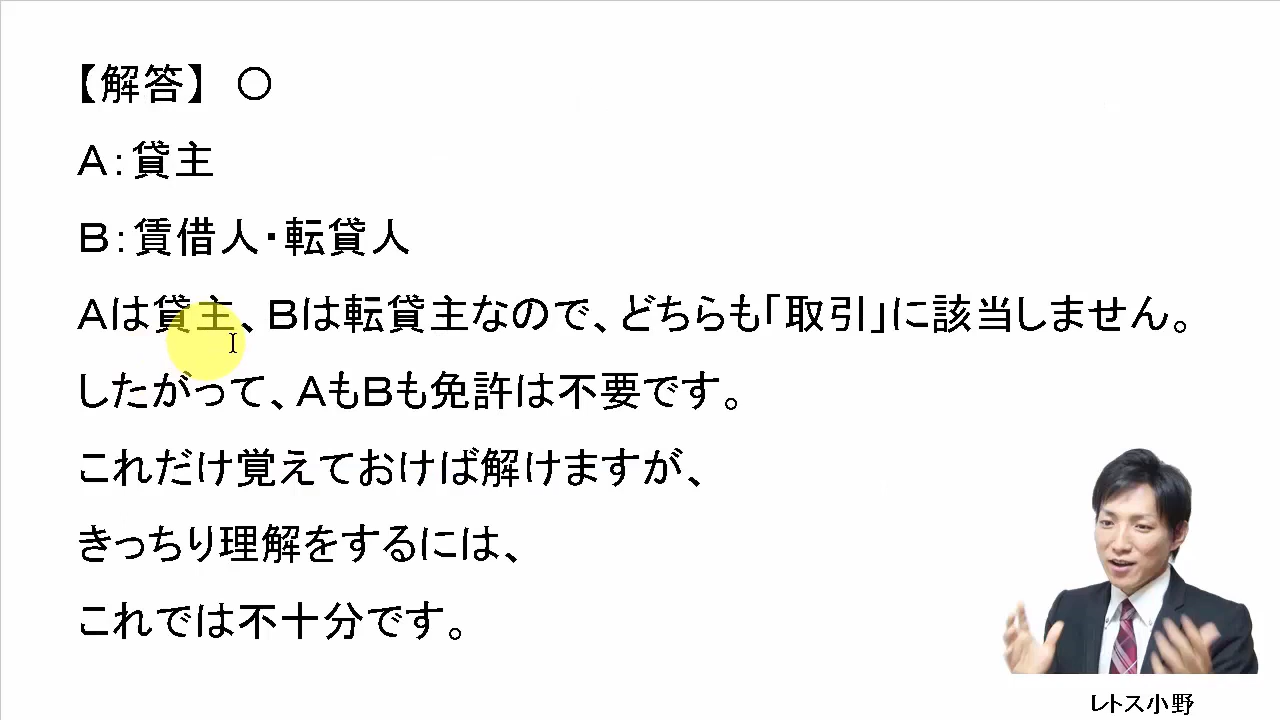 【解答】 ○
A：貸主
B：賃借人・転貸人
Aは貸主、Bは転貸主なので、どちらも「取引」に該当しません。
したがって、AもBも免許は不要です。
これだけ覚えておけば解けますが、
きっちり理解をするには、
これでは不十分です。
レトス小野